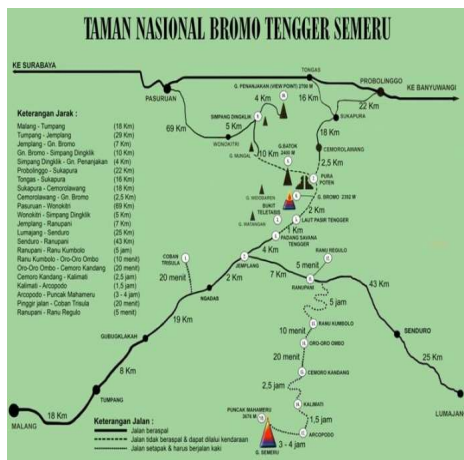 TAMAN NASIONAL BROMO TENGGER SEMERU
KE SURABAYA
TONGAS
KE BANYUWANGI
PASURUAN
G. PENANJAKAN (VIEW POINT) 2700 M
PROBOLINGGO
4 Km
16 Km
22 Km
SIMPANG DINGKLIK
SUKAPURA
69 Km
5 Km
WONOKITRI
18 Km
G. MUNGAL
10 Km
G.BATOK
2400 M
CEMOROLAWANG
2,5 Km
PURA
POTEN
G. BROMO 2392 M
G. WIDODAREN
BUKIT
TELETABIS
2 Km
G. WATANGAN
LAUT PASIR TENGGER
1 Km
PADANG SAVANA
TENGGER
4 Km
COBAN
TRISULA
JEMPLANG
RANU REGULO
20 menit
2 Km
7 Km
5 menit
RANUPANI
43 Km
NGADAS
5 jam
19 Km
10 menit
RANU KUMBOLO
SENDURO
GUBUGKLAKAH
ORO-ORO OMBO
20 menit
25 Km
8 Km
CEMORO KANDANG
2,5 jam
TUMPANG
KALIMATI
LUMAJANG
18 Km
PUNCAK MAHAMERU
3676 M
1,5 jam
MALANG
ARCOPODO
3 - 4 jam
G. SEMERU
Keterangan Jarak :
Malang - Tumpang (18 Km)
Tumpang - Jemplang (29 Km)
Jemplang - Gn. Bromo (7 Km)
Gn. Bromo - Simpang Dingklik (10 Km)
Simpang Dingklik - Gn. Penanjakan (4 Km)
Probolinggo - Sukapura (22 Km)
Tongas - Sukapura (16 Km)
Sukapura - Cemorolawang (18 Km)
Cemorolawang - Gn. Bromo (2,5 Km)
Pasuruan - Wonokitri (69 Km)
Wonokitri - Simpang Dingklik (5 Km)
Jemplang - Ranupani (7 Km)
Lumajang - Senduro (25 Km)
Senduro - Ranupani (43 Km)
Ranupani - Ranu Kumbolo (5 jam)
Ranu Kumbolo - Oro-Oro Ombo (10 menit)
Oro-Oro Ombo - Cemoro Kandang (20 menit)
Cemoro Kandang - Kalimati (2,5 jam)
Kalimati - Arcopodo (1,5 jam)
Arcopodo - Puncak Mahameru (3 - 4 jam)
Pinggir jalan - Coban Trisula (20 menit)
Ranupani - Ranu Regulo (5 menit)
Keterangan Jalan :
Jalan beraspal
Jalan tidak beraspal & dapat dilalui kendaraan
Jalan setapak & harus berjalan kaki